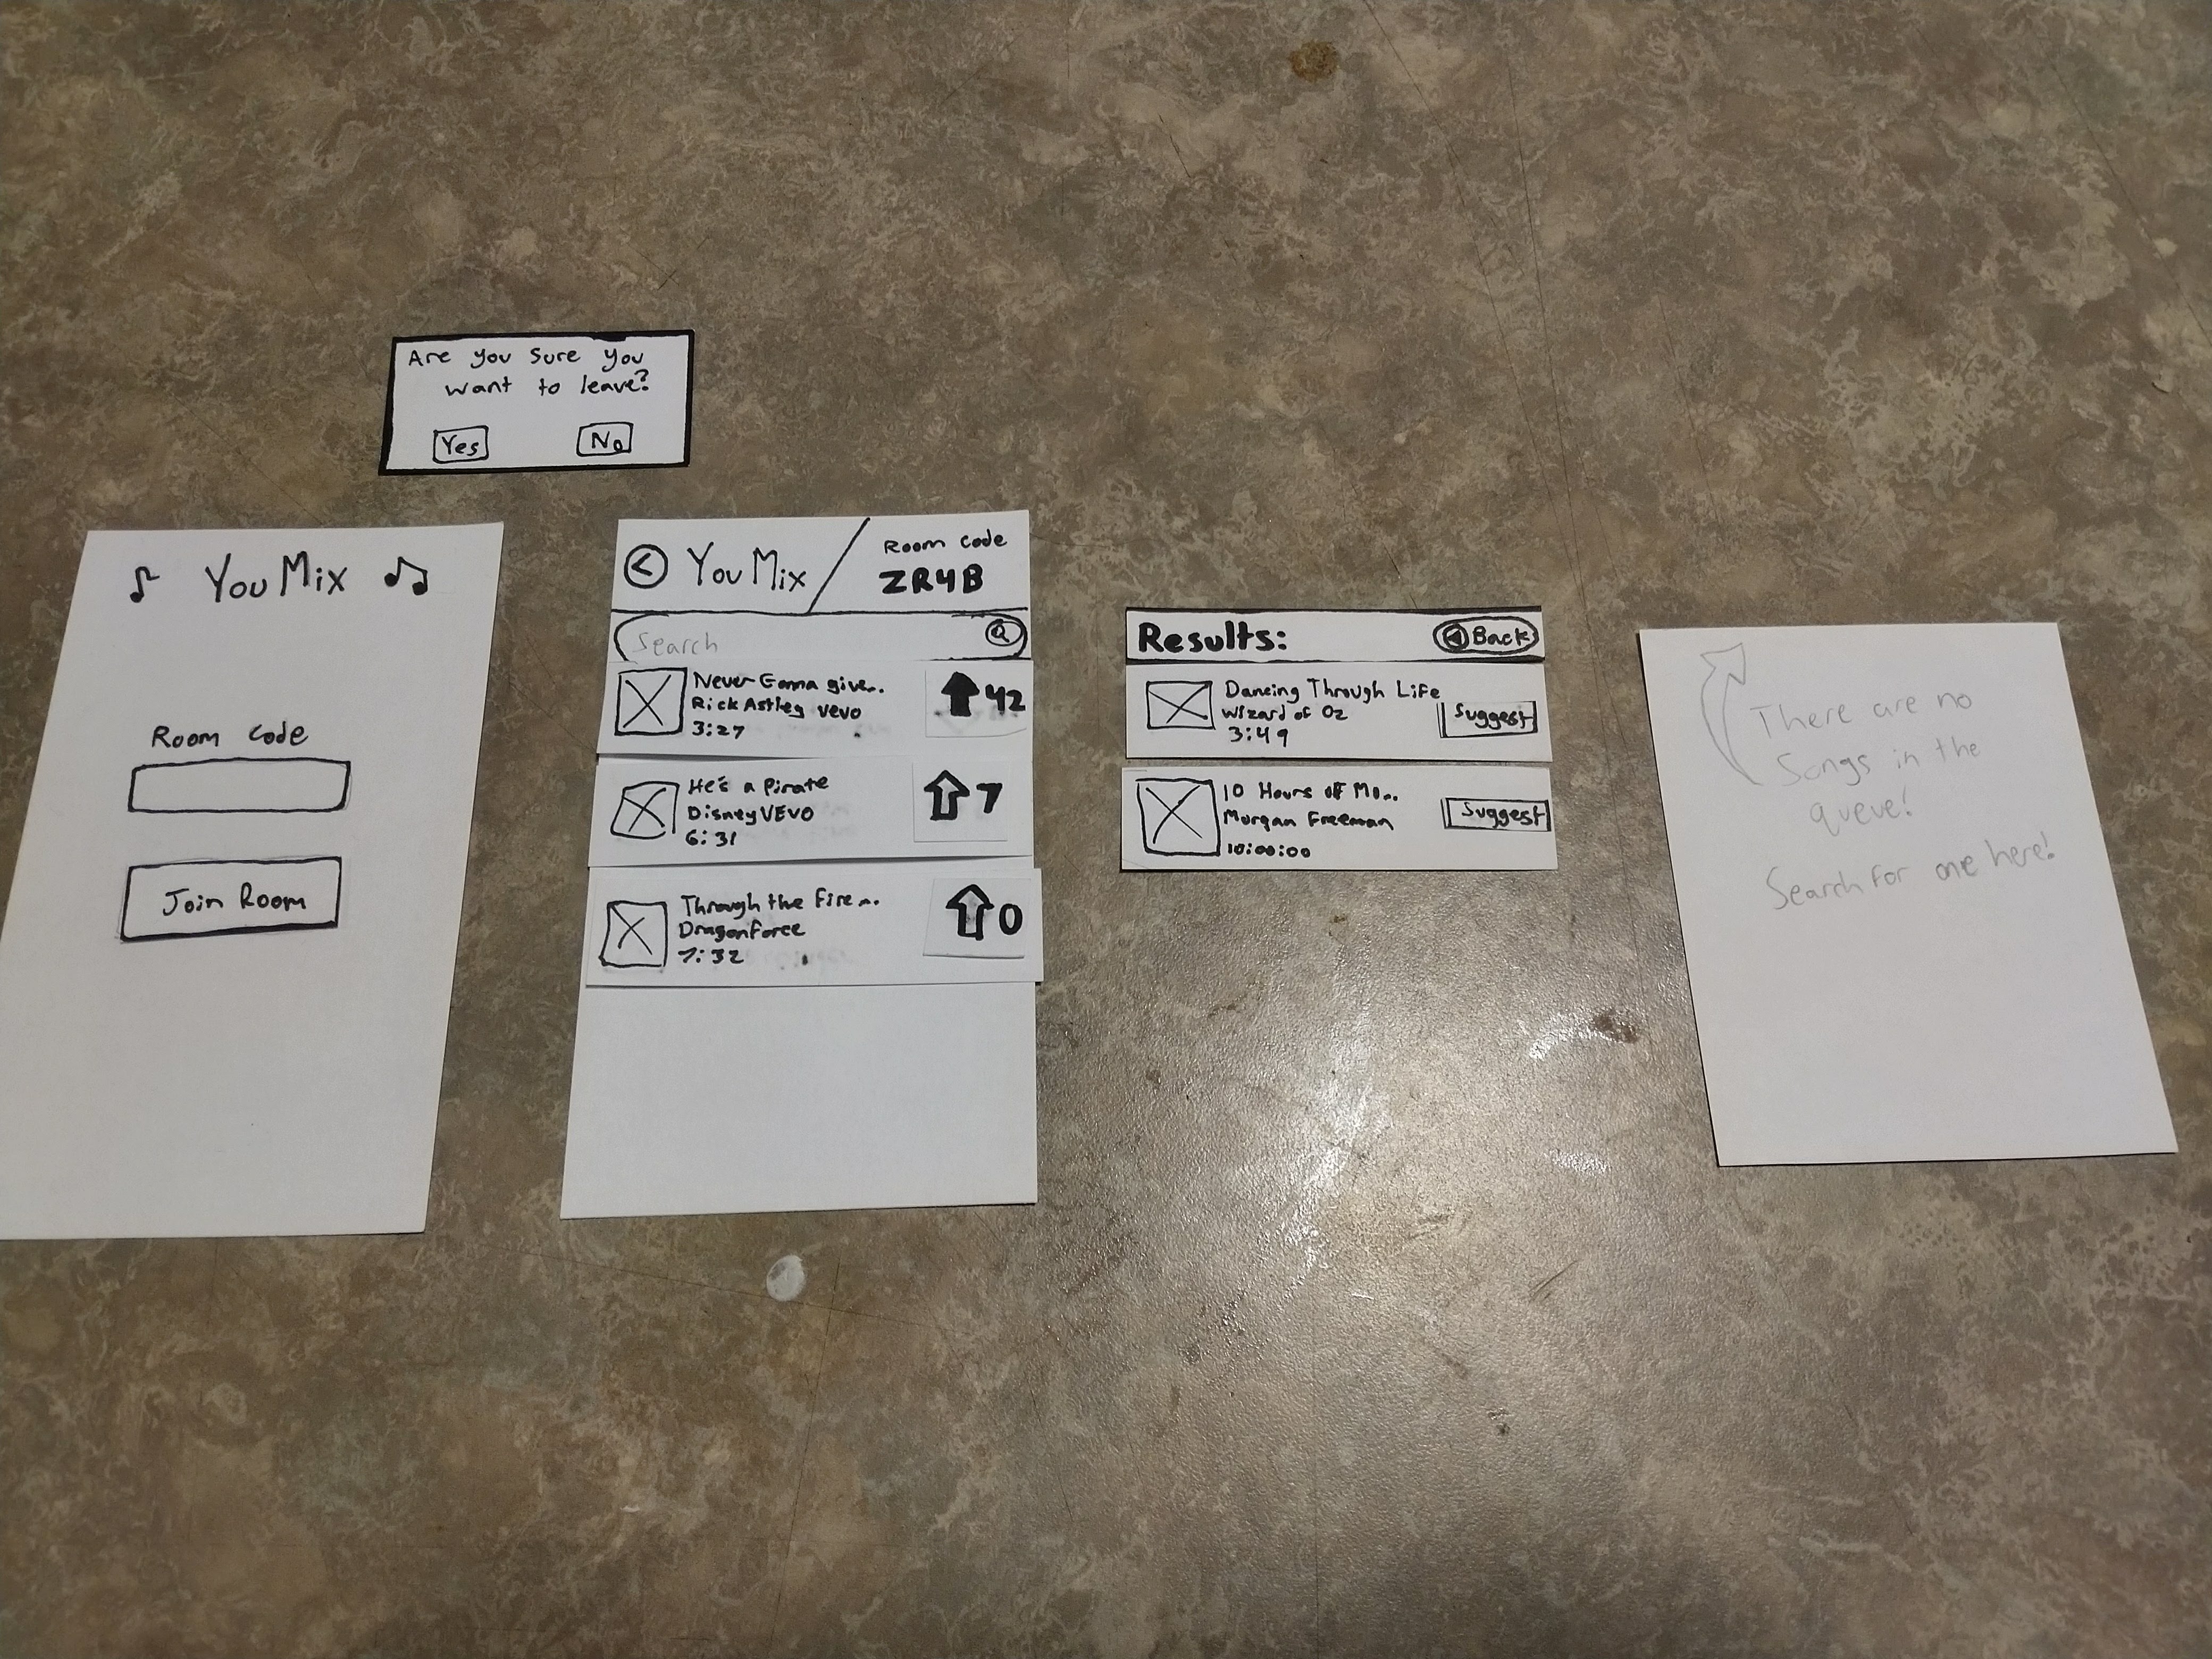 Are you sure you
want to leave?
Yes
No
YouMix
Room Code
Join Room
YouMix
Room Code
ZR4B
Search
Never Gonna give...
Rick Astley vevo
3:27
42
He's a Pirate
DisneyVEVO
6:31
7
Through the Fire...
Dragonforce
7:32
0
Results:
Back
Dancing Through Life
Wizard of Oz
3:49
Suggest
10 Hours of Mo...
Morgan Freeman
10:00:00
Suggest
There are no
Songs in the
queue!
Search for one here!